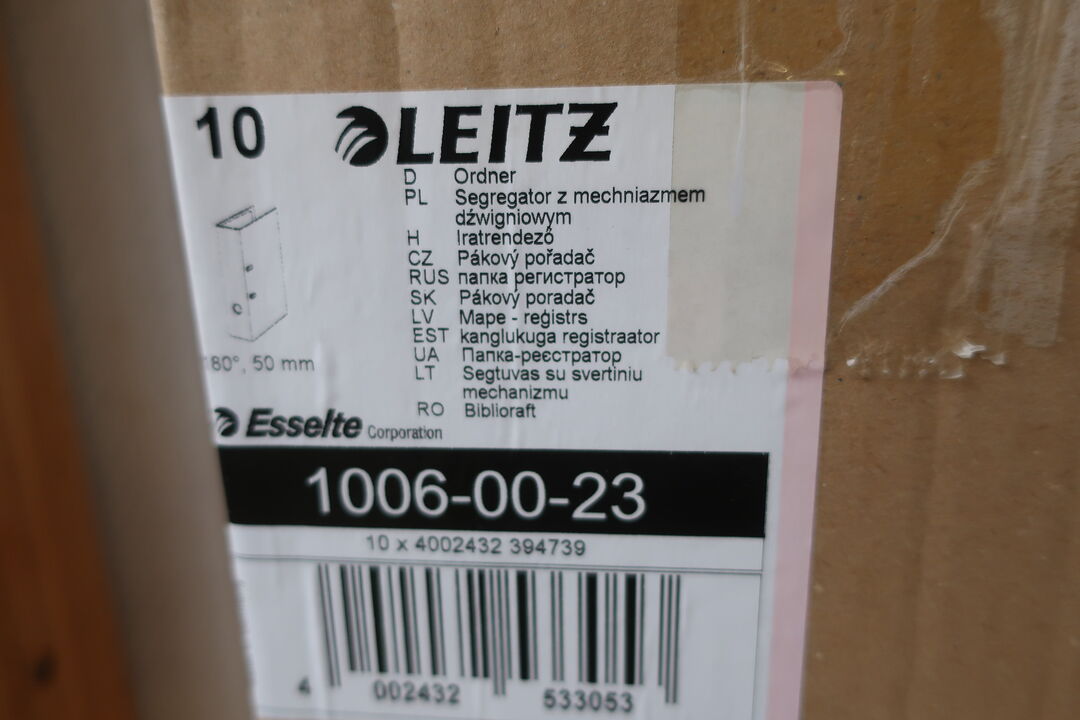 10
LEITZ
D Ordner
PL Segregator z mechniazmem
dźwigniowym
H Iratrendező
CZ Pákový pořadač
RUS папка регистратор
SK Pákový poradač
LV Mape - reģistrs
EST kanglukuga registraator
UA Папка-реєстратор
LT Segtuvas su svertiniu
mechanizmu
RO Biblioraft
80°, 50 mm
Esselte Corporation
1006-00-23
10 x 4002432 394739
4 002432 533053